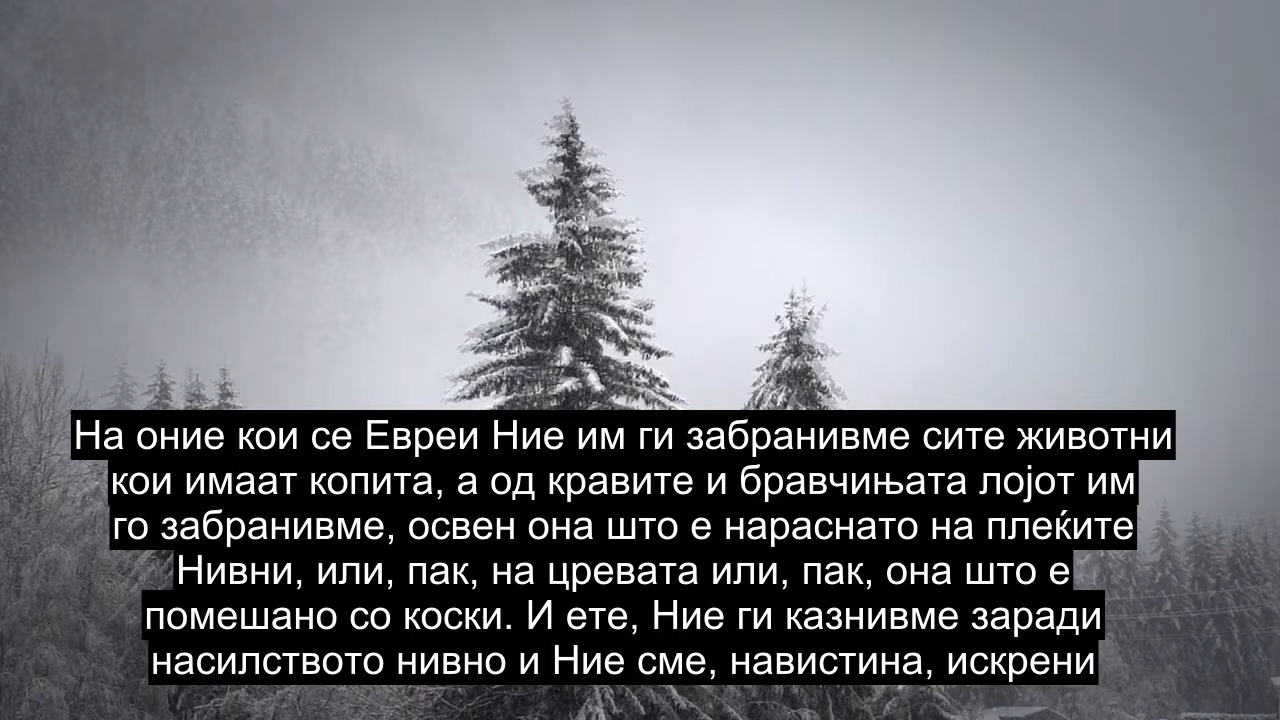 На оние кои се Евреи Ние им ги забранивме сите животни
кои имаат копита, а од кравите и бравчињата лојот им
го забранивме, освен она што е нараснато на плеќите
Нивни, или, пак, на цревата или, пак, она што е
помешано со коски. И ете, Ние ги казнивме заради
насилството нивно и Ние сме, навистина, искрени